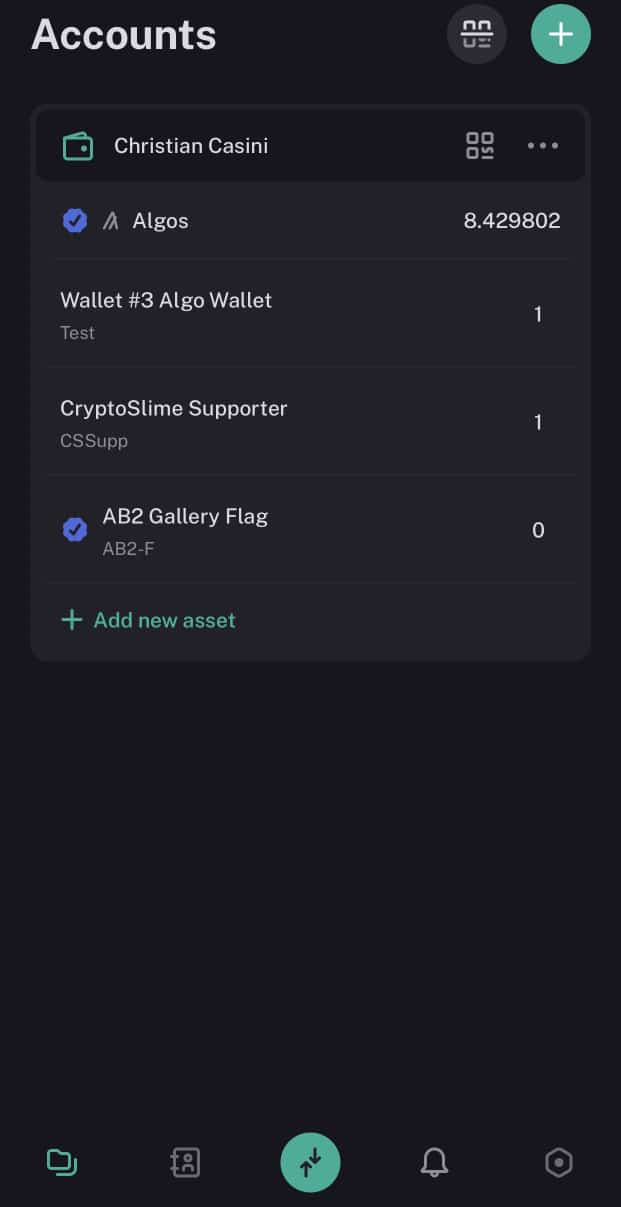 Accounts
Christian Casini
Algos 8.429802
Wallet #3 Algo Wallet
Test
1
CryptoSlime Supporter
CSSupp
1
AB2 Gallery Flag
AB2-F
0
Add new asset